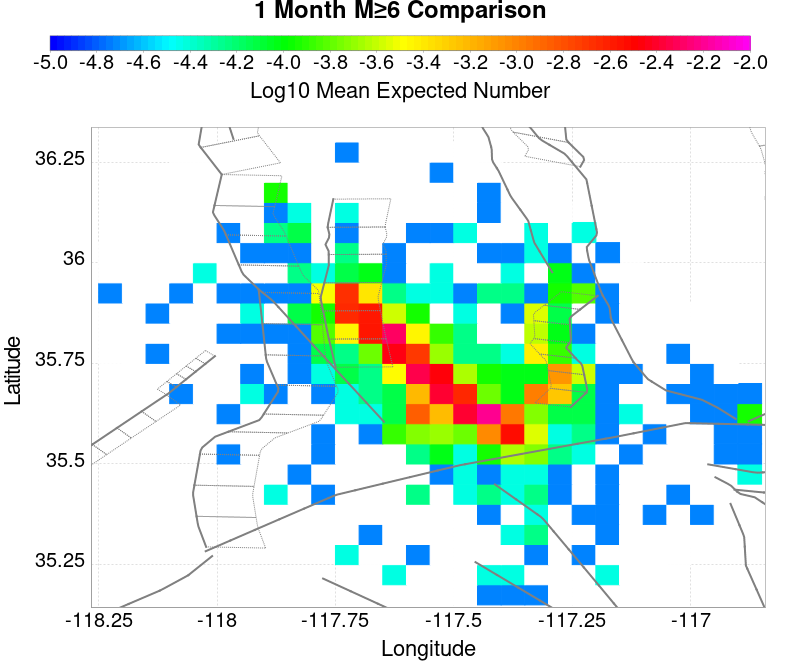 1 Month M≥6 Comparison
-5.0 -4.8 -4.6 -4.4 -4.2 -4.0 -3.8 -3.6 -3.4 -3.2 -3.0 -2.8 -2.6 -2.4 -2.2 -2.0
Log10 Mean Expected Number
36.25
36
35.75
35.5
35.25
Latitude
-118.25 -118 -117.75 -117.5 -117.25 -117
Longitude